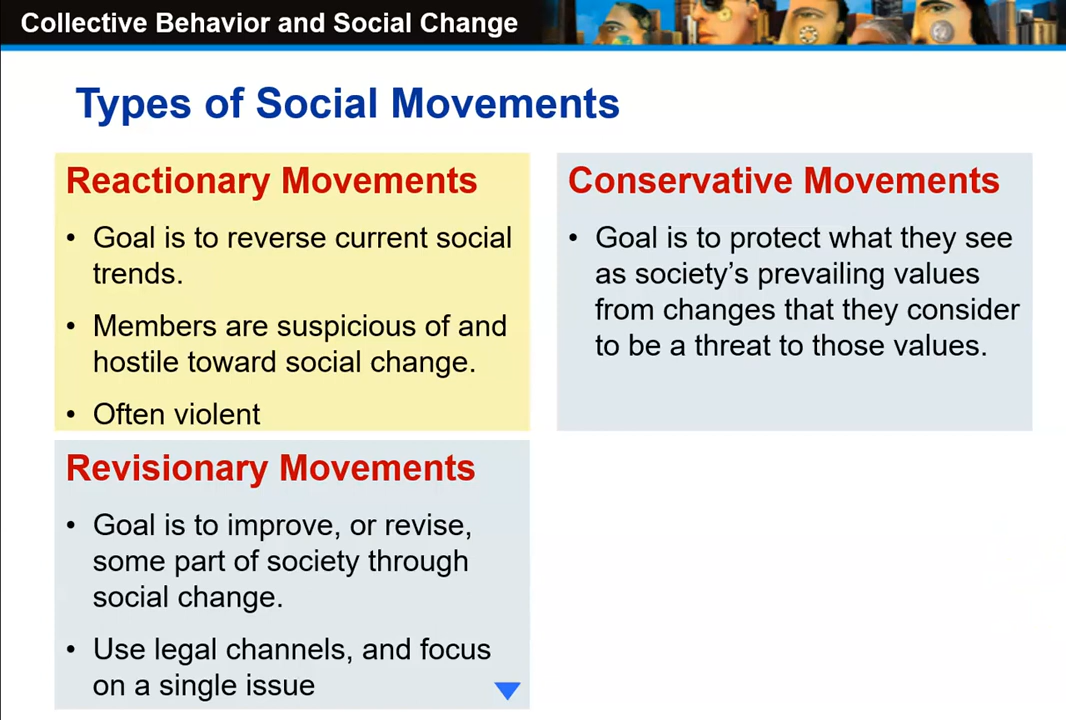 Collective Behavior and Social Change
Types of Social Movements
Reactionary Movements
• Goal is to reverse current social
trends.
• Members are suspicious of and
hostile toward social change.
• Often violent
Conservative Movements
• Goal is to protect what they see
as society’s prevailing values
from changes that they consider
to be a threat to those values.
Revisionary Movements
• Goal is to improve, or revise,
some part of society through
social change.
• Use legal channels, and focus
on a single issue